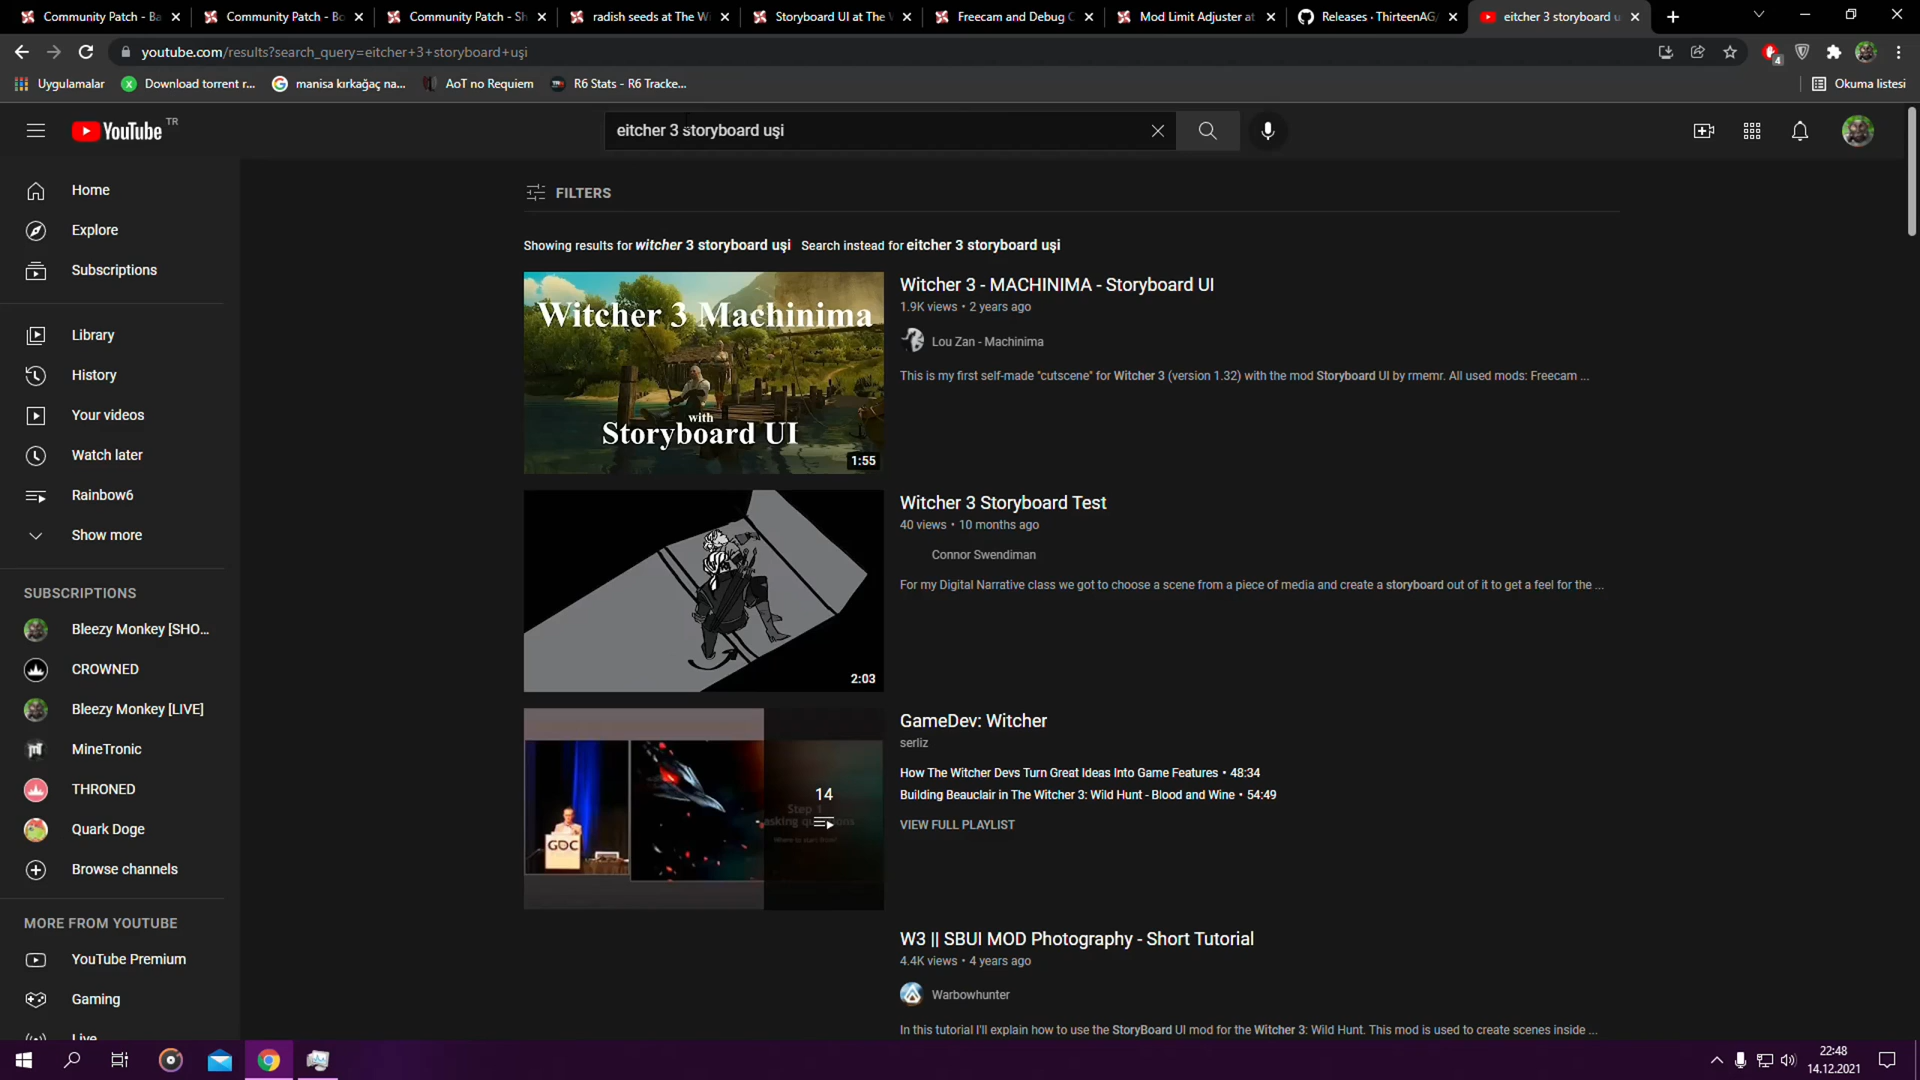 Community Patch - Ba
Community Patch - Bo
Community Patch - Sh
radish seeds at The Wi
Storyboard UI at The W
Freecam and Debug C
Mod Limit Adjuster at
Releases · ThirteenAG/
eitcher 3 storyboard u
youtube.com/results?search_query=eitcher+3+storyboard+uşi
4
Uygulamalar
Download torrent r...
manisa kırkağaç na...
AoT no Requiem
R6 Stats - R6 Tracke...
Okuma listesi
YouTube TR
eitcher 3 storyboard uşi
Home
Explore
Subscriptions
Library
History
Your videos
Watch later
Rainbow6
Show more
SUBSCRIPTIONS
Bleezy Monkey [SHO...
CROWNED
Bleezy Monkey [LIVE]
MineTronic
THRONED
Quark Doge
Browse channels
MORE FROM YOUTUBE
YouTube Premium
Gaming
Live
FILTERS
Showing results for witcher 3 storyboard uşi Search instead for eitcher 3 storyboard uşi
Witcher 3 Machinima
with
Storyboard UI
1:55
Witcher 3 - MACHINIMA - Storyboard UI
1.9K views • 2 years ago
Lou Zan - Machinima
This is my first self-made "cutscene" for Witcher 3 (version 1.32) with the mod Storyboard UI by rmemr. All used mods: Freecam ...
2:03
Witcher 3 Storyboard Test
40 views • 10 months ago
Connor Swendiman
For my Digital Narrative class we got to choose a scene from a piece of media and create a storyboard out of it to get a feel for the ...
GDC
14
Step 1
GameDev: Witcher
serliz
How The Witcher Devs Turn Great Ideas Into Game Features • 48:34
Building Beauclair in The Witcher 3: Wild Hunt - Blood and Wine • 54:49
VIEW FULL PLAYLIST
W3 || SBUI MOD Photography - Short Tutorial
4.4K views • 4 years ago
Warbowhunter
In this tutorial I'll explain how to use the StoryBoard UI mod for the Witcher 3: Wild Hunt. This mod is used to create scenes inside ...
22:48
14.12.2021